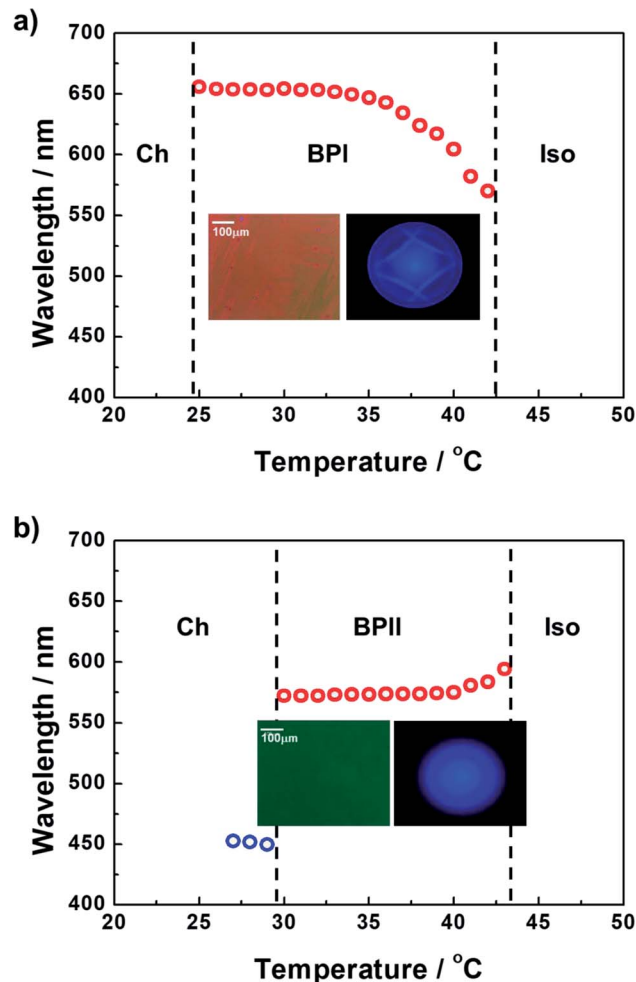 a)
700
650
600
550
500
450
400
Wavelength / nm
Ch
BPI
Iso
100μm
20 25 30 35 40 45 50
Temperature / °C
b)
700
650
600
550
500
450
400
Wavelength / nm
Ch
BPII
Iso
100μm
20 25 30 35 40 45 50
Temperature / °C